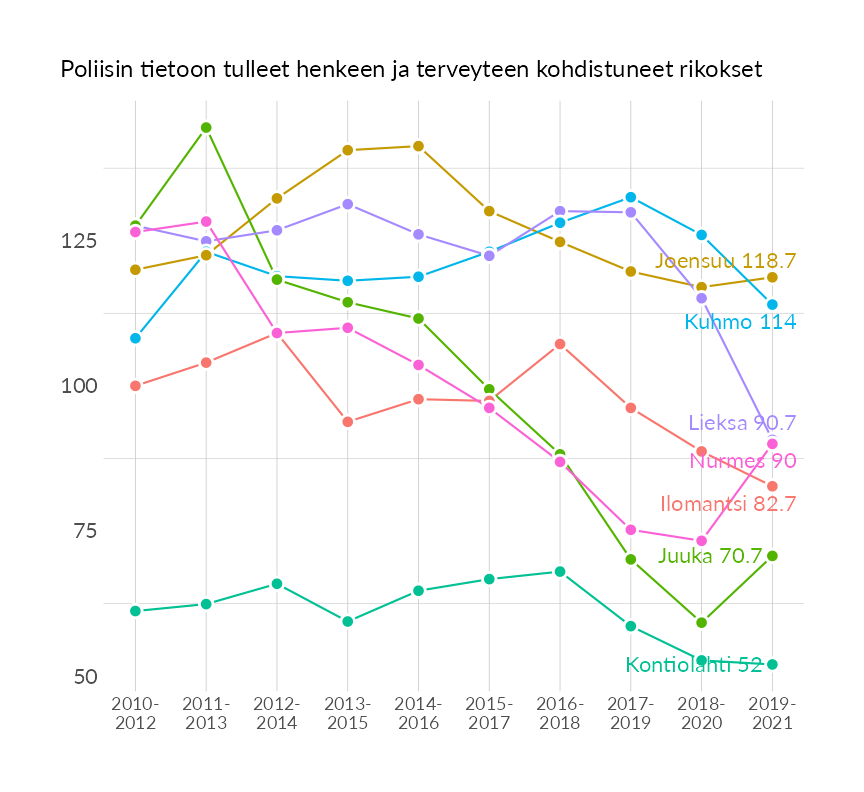 Poliisin tietoon tulleet henkeen ja terveyteen kohdistuneet rikokset
125
100
75
50
Joensuu 118.7
Kuhmo 114
Lieksa 90.7
Nurmes 90
Ilomantsi 82.7
Juuka 70.7
Kontiolahti 52
2010- 2011- 2012- 2013- 2014- 2015- 2016- 2017- 2018- 2019-
2012 2013 2014 2015 2016 2017 2018 2019 2020 2021